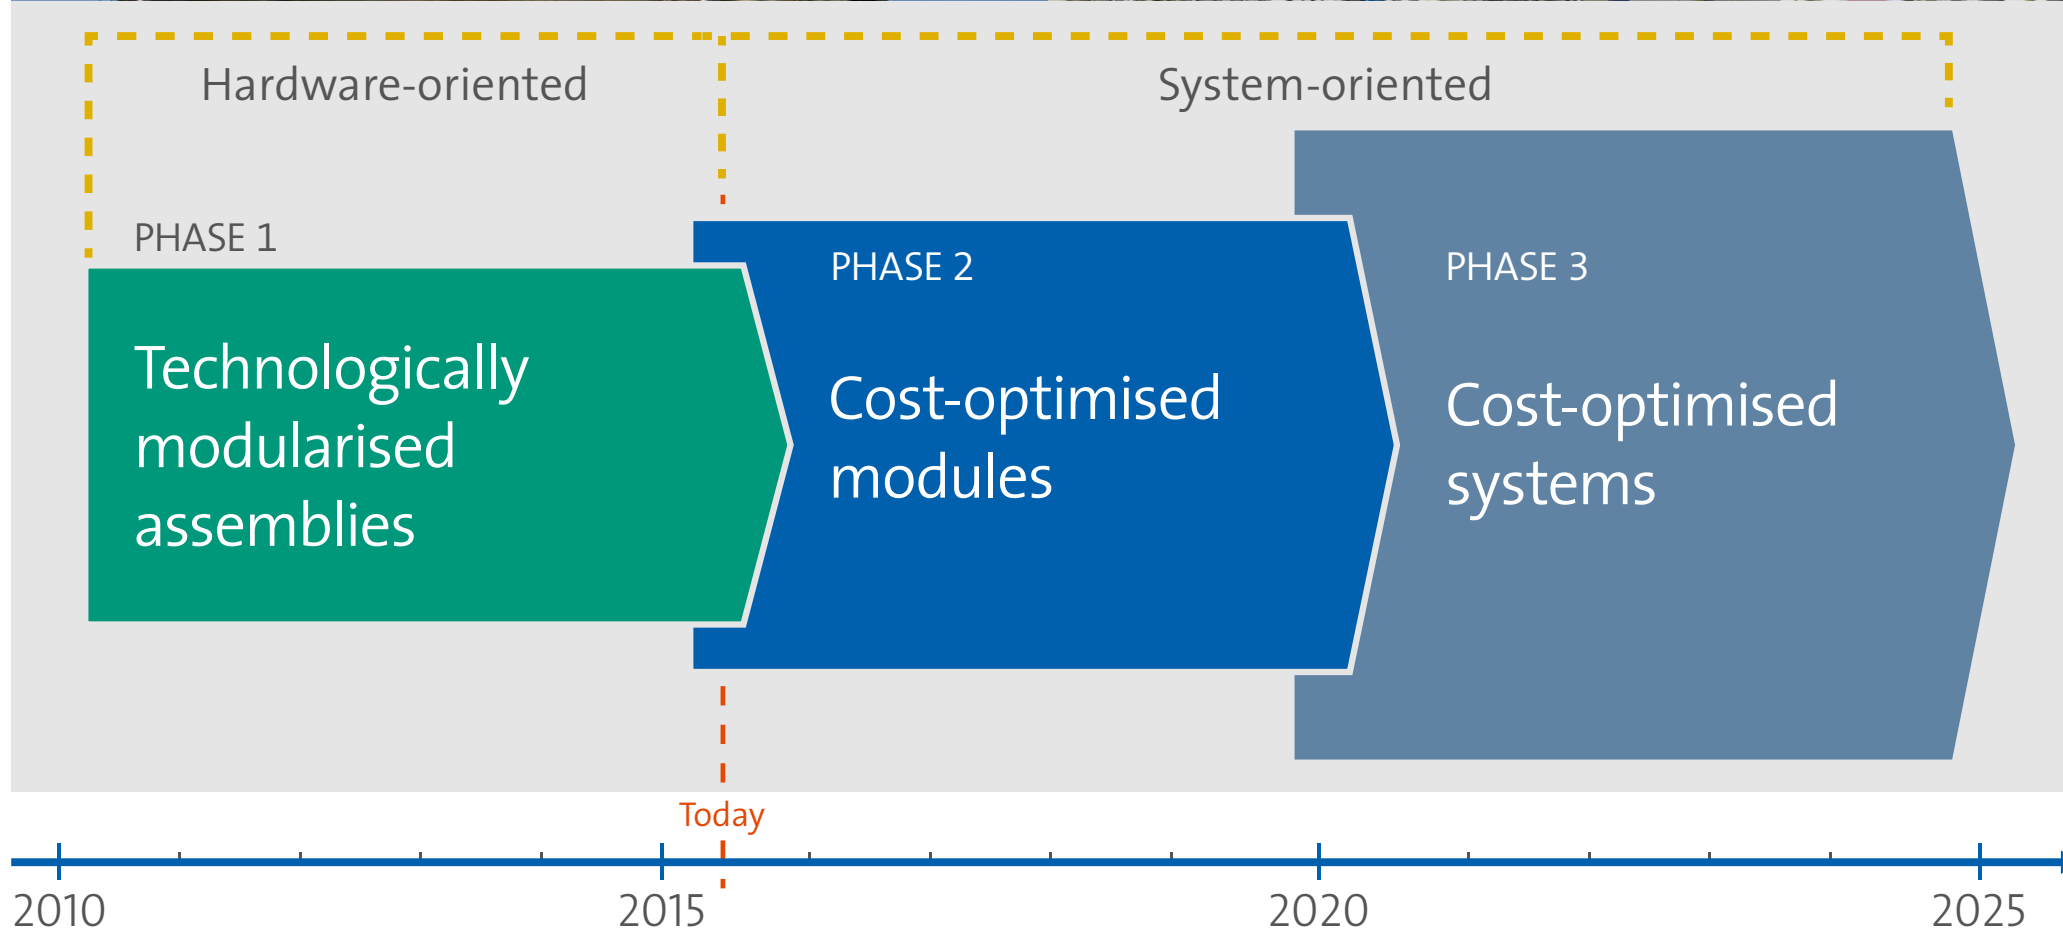 Hardware-oriented
System-oriented
PHASE 1
Technologically
modularised
assemblies
PHASE 2
Cost-optimised
modules
PHASE 3
Cost-optimised
systems
Today
2010
2015
2020
2025